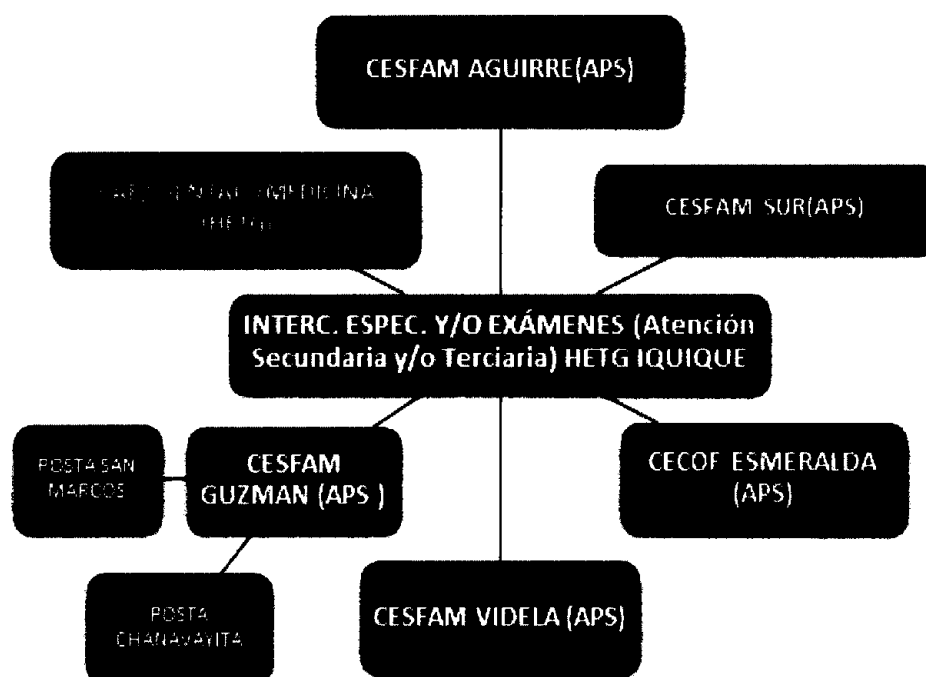 CESFAM AGUIRRE(APS)
MEDICINA
CESFAM SUR(APS)
INTERC. ESPEC. Y/O EXÁMENES (Atención
Secundaria y/o Terciaria) HETG IQUIQUE
POSTA SAN
MARCOS
CESFAM
GUZMAN (APS )
CECOF ESMERALDA
(APS)
POSTA
CHANAVAYITA
CESFAM VIDELA (APS)